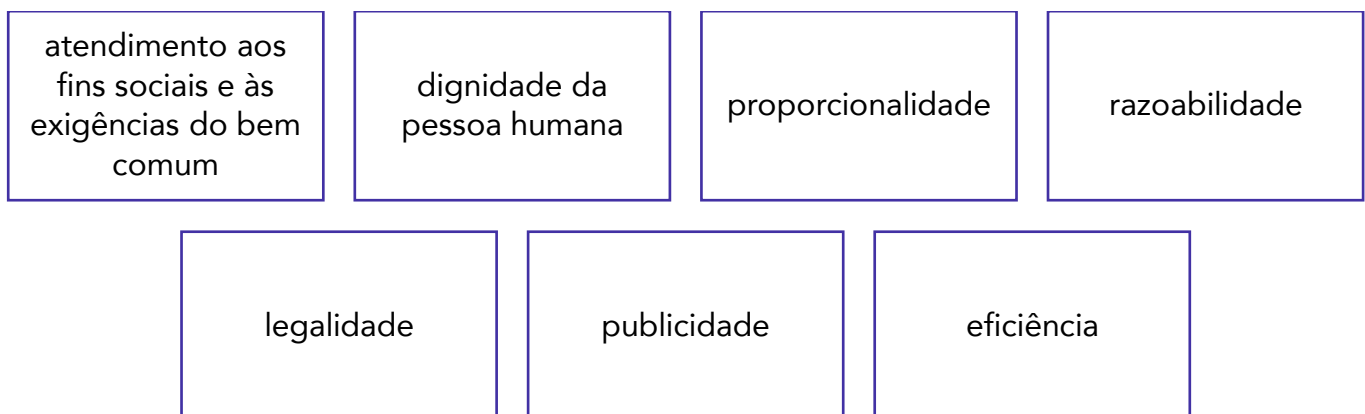 atendimento aos
fins sociais e às
exigências do bem
comum
dignidade da
pessoa humana
proporcionalidade
razoabilidade
legalidade
publicidade
eficiência